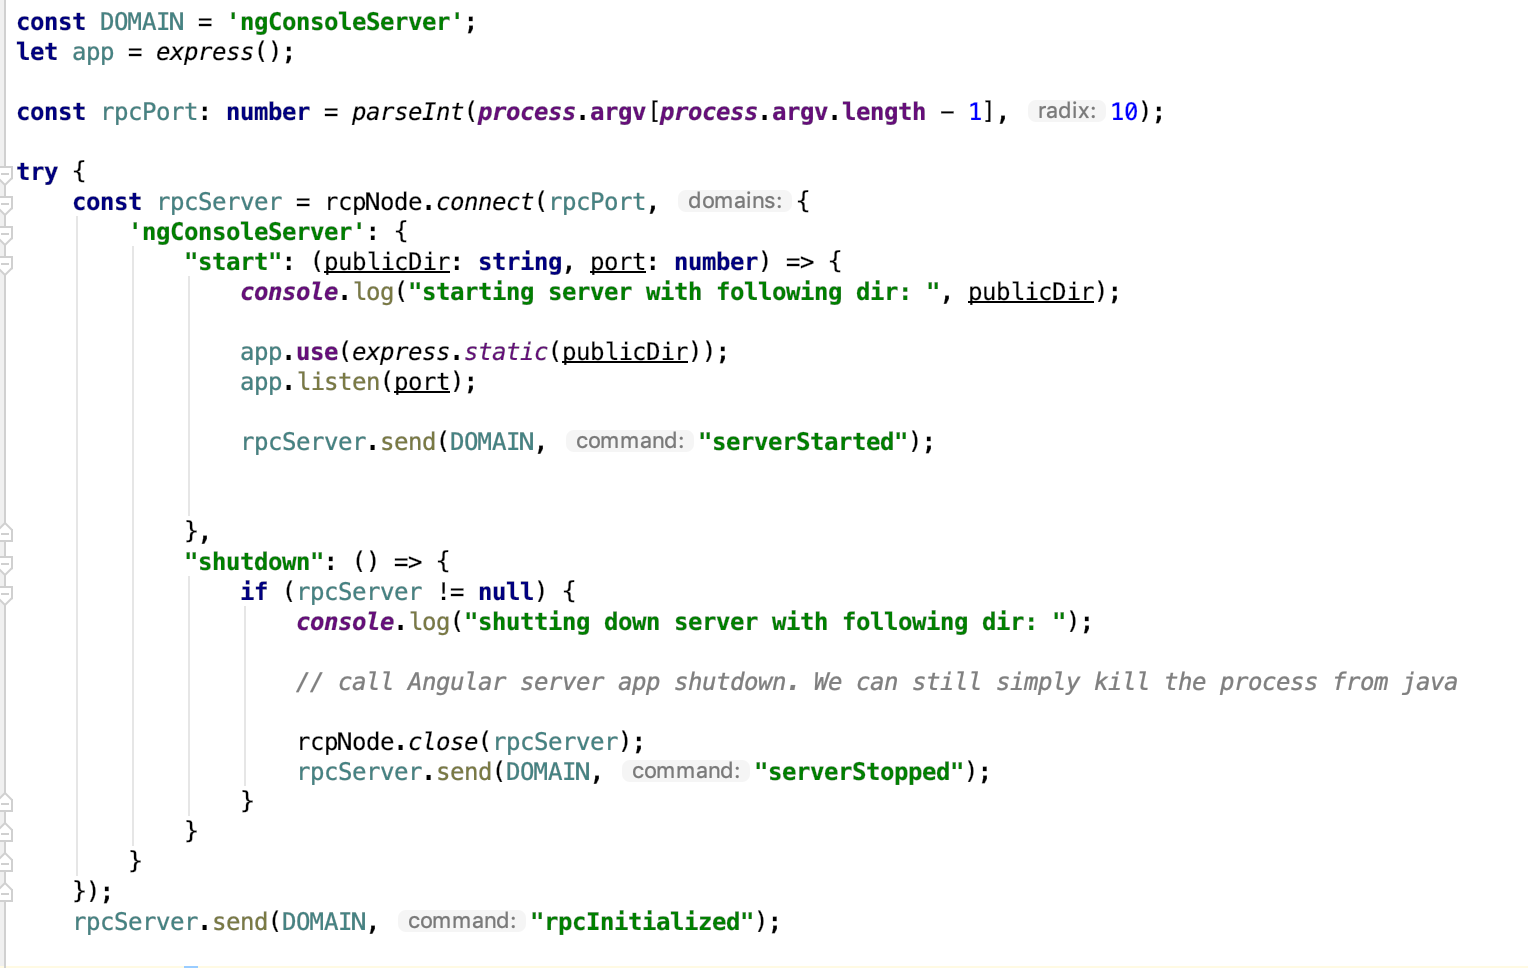 const DOMAIN = 'ngConsoleServer';
let app = express();
const rpcPort: number = parseInt(process.argv[process.argv.length - 1], radix: 10);
try {
    const rpcServer = rcpNode.connect(rpcPort, domains: {
        'ngConsoleServer': {
            "start": (publicDir: string, port: number) => {
                console.log("starting server with following dir: ", publicDir);
                app.use(express.static(publicDir));
                app.listen(port);
                rpcServer.send(DOMAIN, command: "serverStarted");
            },
            "shutdown": () => {
                if (rpcServer != null) {
                    console.log("shutting down server with following dir: ");
                    // call Angular server app shutdown. We can still simply kill the process from java
                    rcpNode.close(rpcServer);
                    rpcServer.send(DOMAIN, command: "serverStopped");
                }
            }
        }
    });
    rpcServer.send(DOMAIN, command: "rpcInitialized");